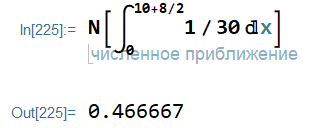 In[225]:= N[∫₀^(10+8/2) 1 / 30 dx]
численное приближение
Out[225]= 0.466667